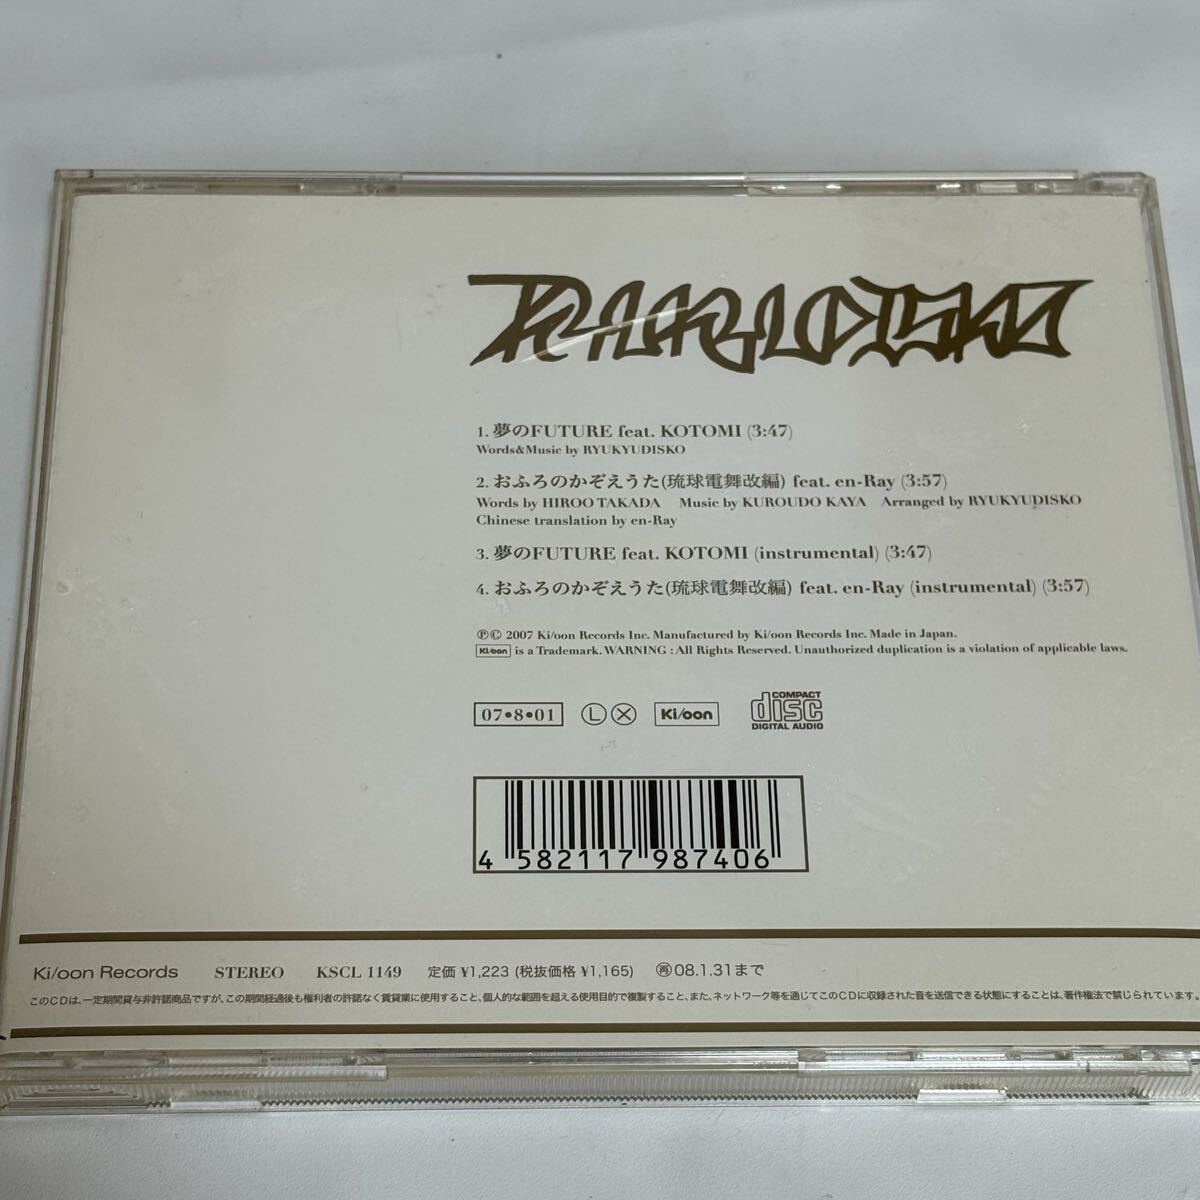 RYUKYUDISKO
1. 夢のFUTURE feat. KOTOMI (3:47)
Words&Music by RYUKYUDISKO
2. おふろのかぞえうた(琉球電舞改編) feat. en-Ray (3:57)
Words by HIROO TAKADA Music by KUROUDO KAYA Arranged by RYUKYUDISKO
Chinese translation by en-Ray
3. 夢のFUTURE feat. KOTOMI (instrumental) (3:47)
4. おふろのかぞえうた(琉球電舞改編) feat. en-Ray (instrumental) (3:57)
Ⓟ© 2007 Ki/oon Records Inc. Manufactured by Ki/oon Records Inc. Made in Japan.
Ki/oon is a Trademark. WARNING : All Rights Reserved. Unauthorized duplication is a violation of applicable laws.
07•8•01 Ⓛ Ⓧ Ki/oon COMPACT disc DIGITAL AUDIO
4 582117 987406
Ki/oon Records STEREO KSCL 1149 定価 ¥1,223 (税抜価格 ¥1,165) ㊢08.1.31まで
このCDは、一定期間貸与非許諾商品ですが、この期間経過後も権利者の許諾なく賃貸業に使用すること、個人的な範囲を超える使用目的で複製すること、また、ネットワーク等を通じてこのCDに収録された音を送信できる状態にすることは、著作権法で禁じられています。